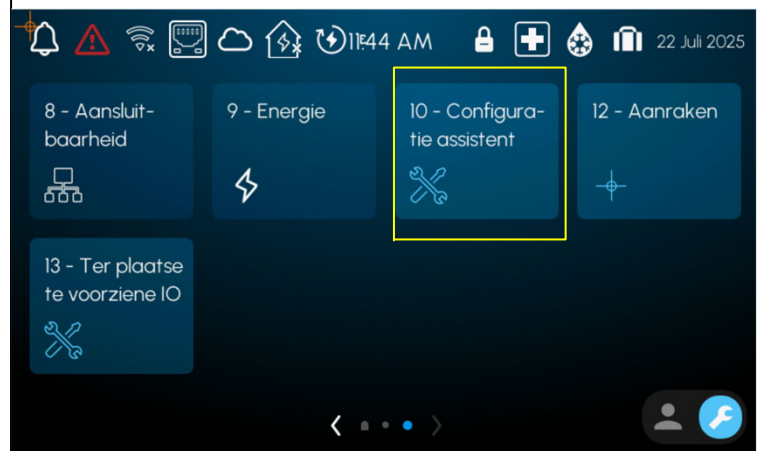 11:44 AM
22 Juli 2025
8 - Aansluit-
baarheid
9 - Energie
10 - Configura-
tie assistent
12 - Aanraken
13 - Ter plaatse
te voorziene IO